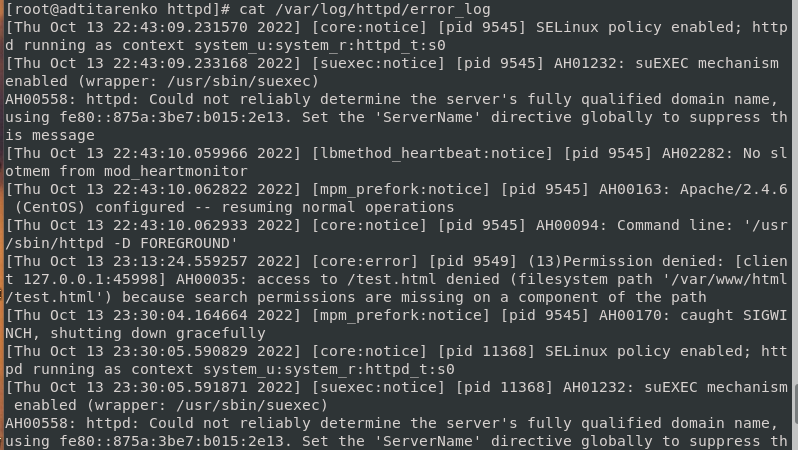 [root@adtitarenko httpd]# cat /var/log/httpd/error_log
[Thu Oct 13 22:43:09.231570 2022] [core:notice] [pid 9545] SELinux policy enabled; http
d running as context system_u:system_r:httpd_t:s0
[Thu Oct 13 22:43:09.233168 2022] [suexec:notice] [pid 9545] AH01232: suEXEC mechanism
enabled (wrapper: /usr/sbin/suexec)
AH00558: httpd: Could not reliably determine the server's fully qualified domain name,
using fe80::875a:3be7:b015:2e13. Set the 'ServerName' directive globally to suppress th
is message
[Thu Oct 13 22:43:10.059966 2022] [lbmethod_heartbeat:notice] [pid 9545] AH02282: No sl
otmem from mod_heartmonitor
[Thu Oct 13 22:43:10.062822 2022] [mpm_prefork:notice] [pid 9545] AH00163: Apache/2.4.6
 (CentOS) configured -- resuming normal operations
[Thu Oct 13 22:43:10.062933 2022] [core:notice] [pid 9545] AH00094: Command line: '/usr
/sbin/httpd -D FOREGROUND'
[Thu Oct 13 23:13:24.559257 2022] [core:error] [pid 9549] (13)Permission denied: [clien
t 127.0.0.1:45998] AH00035: access to /test.html denied (filesystem path '/var/www/html
/test.html') because search permissions are missing on a component of the path
[Thu Oct 13 23:30:04.164664 2022] [mpm_prefork:notice] [pid 9545] AH00170: caught SIGWI
NCH, shutting down gracefully
[Thu Oct 13 23:30:05.590829 2022] [core:notice] [pid 11368] SELinux policy enabled; htt
pd running as context system_u:system_r:httpd_t:s0
[Thu Oct 13 23:30:05.591871 2022] [suexec:notice] [pid 11368] AH01232: suEXEC mechanism
 enabled (wrapper: /usr/sbin/suexec)
AH00558: httpd: Could not reliably determine the server's fully qualified domain name,
using fe80::875a:3be7:b015:2e13. Set the 'ServerName' directive globally to suppress th